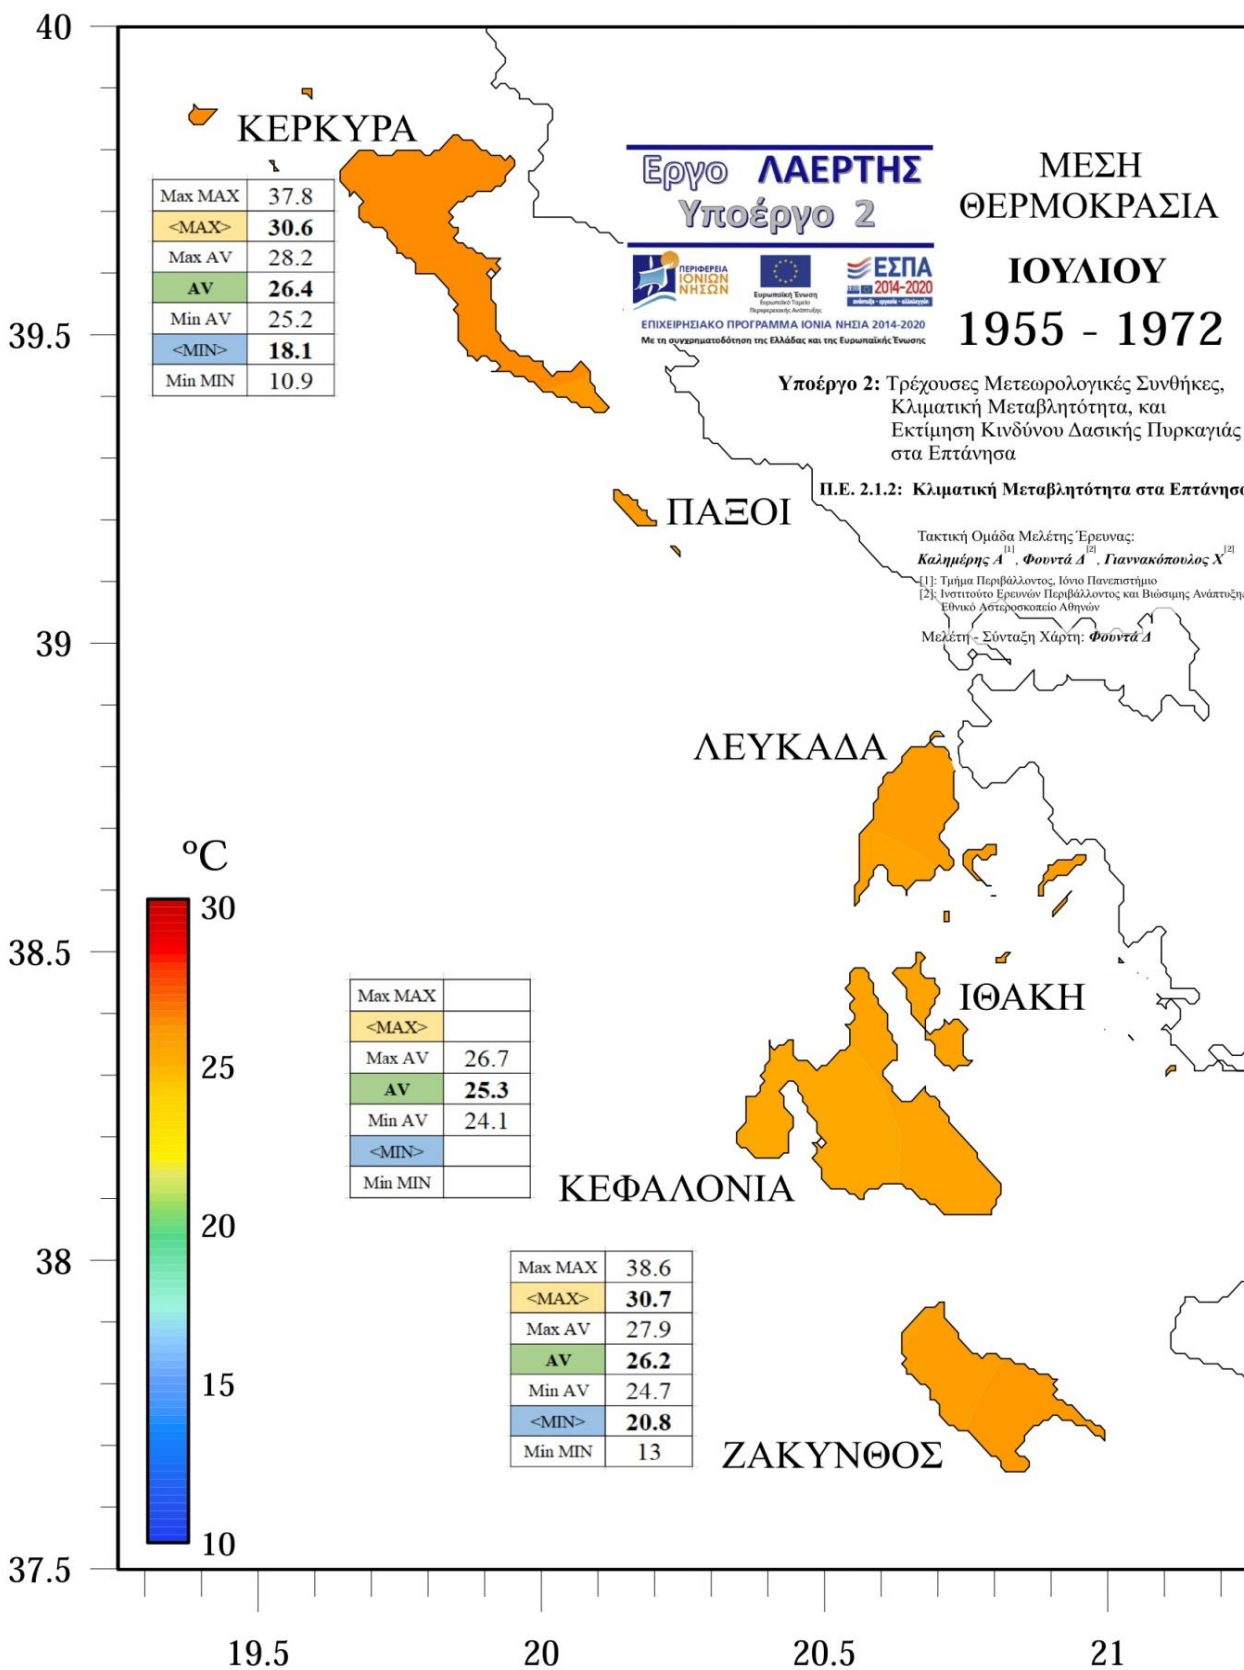 40
ΚΕΡΚΥΡΑ
Max MAX 37.8
<MAX> 30.6
Max AV 28.2
AV 26.4
Min AV 25.2
<MIN> 18.1
Min MIN 10.9
Εργο ΛΑΕΡΤΗΣ
Υποέργο 2
ΠΕΡΙΦΕΡΕΙΑ
ΙΟΝΙΩΝ
ΝΗΣΩΝ
Ευρωπαϊκή Ένωση
Ευρωπαϊκό Ταμείο
Περιφερειακής Ανάπτυξης
ΕΣΠΑ
2014-2020
ανάπτυξη - εργασία - αλληλεγγύη
ΕΠΙΧΕΙΡΗΣΙΑΚΟ ΠΡΟΓΡΑΜΜΑ ΙΟΝΙΑ ΝΗΣΙΑ 2014-2020
Με τη συγχρηματοδότηση της Ελλάδας και της Ευρωπαϊκής Ένωσης
ΜΕΣΗ
ΘΕΡΜΟΚΡΑΣΙΑ
ΙΟΥΛΙΟΥ
1955 - 1972
39.5
Υποέργο 2: Τρέχουσες Μετεωρολογικές Συνθήκες,
Κλιματική Μεταβλητότητα, και
Εκτίμηση Κινδύνου Δασικής Πυρκαγιάς
στα Επτάνησα
Π.Ε. 2.1.2: Κλιματική Μεταβλητότητα στα Επτάνησα
ΠΑΞΟΙ
Τακτική Ομάδα Μελέτης Έρευνας:
Καλημέρης Α[1], Φουντά Δ[2], Γιαννακόπουλος Χ[2]
[1]: Τμήμα Περιβάλλοντος, Ιόνιο Πανεπιστήμιο
[2]: Ινστιτούτο Ερευνών Περιβάλλοντος και Βιώσιμης Ανάπτυξης
Εθνικό Αστεροσκοπείο Αθηνών
Μελέτη - Σύνταξη Χάρτη: Φουντά Δ
39
ΛΕΥΚΑΔΑ
ºC
30
25
20
15
10
38.5
ΙΘΑΚΗ
Max MAX
<MAX>
Max AV 26.7
AV 25.3
Min AV 24.1
<MIN>
Min MIN
ΚΕΦΑΛΟΝΙΑ
38
Max MAX 38.6
<MAX> 30.7
Max AV 27.9
AV 26.2
Min AV 24.7
<MIN> 20.8
Min MIN 13
ΖΑΚΥΝΘΟΣ
37.5
19.5 20 20.5 21